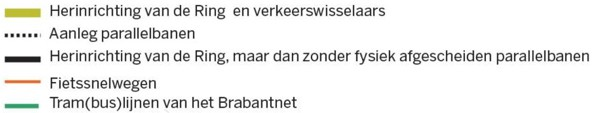 Herinrichting van de Ring en verkeerswisselaars
Aanleg parallelbanen
Herinrichting van de Ring, maar dan zonder fysiek afgescheiden parallelbanen
Fietssnelwegen
Tram(bus)lijnen van het Brabantnet